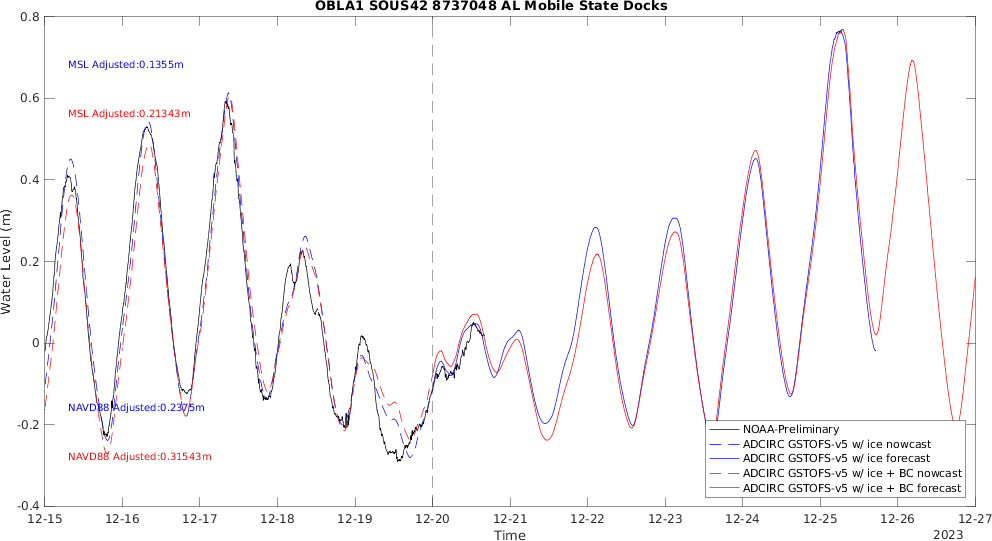 OBLA1 SOUS42 8737048 AL Mobile State Docks
Water Level (m)
0.8
0.6
0.4
0.2
0
-0.2
-0.4
MSL Adjusted:0.1355m
MSL Adjusted:0.21343m
NAVD88 Adjusted:0.2375m
NAVD88 Adjusted:0.31543m
NOAA-Preliminary
ADCIRC GSTOFS-v5 w/ ice nowcast
ADCIRC GSTOFS-v5 w/ ice forecast
ADCIRC GSTOFS-v5 w/ ice + BC nowcast
ADCIRC GSTOFS-v5 w/ ice + BC forecast
12-15 12-16 12-17 12-18 12-19 12-20 12-21 12-22 12-23 12-24 12-25 12-26 12-27
Time
2023